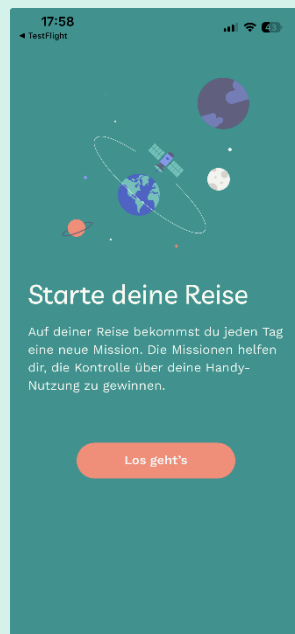 17:58
◀ TestFlight
43
Starte deine Reise
Auf deiner Reise bekommst du jeden Tag
eine neue Mission. Die Missionen helfen
dir, die Kontrolle über deine Handy-
Nutzung zu gewinnen.
Los geht's